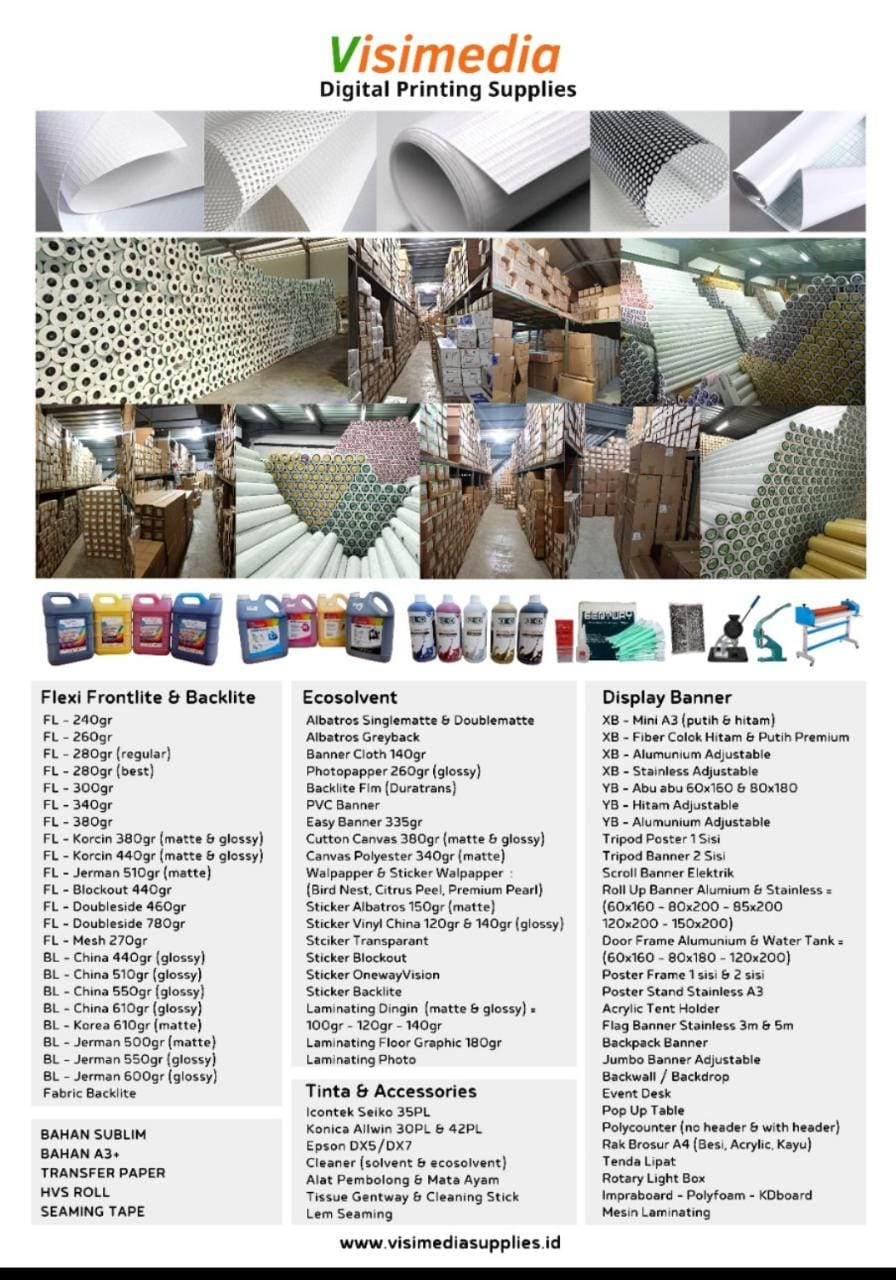 Visimedia
Digital Printing Supplies
Flexi Frontlite & Backlite
FL - 240gr
FL - 260gr
FL - 280gr (regular)
FL - 280gr (best)
FL - 300gr
FL - 340gr
FL - 380gr
FL - Korcin 380gr (matte & glossy)
FL - Korcin 440gr (matte & glossy)
FL - Jerman 510gr (matte)
FL - Blockout 440gr
FL - Doubleside 460gr
FL - Doubleside 780gr
FL - Mesh 270gr
BL - China 440gr (glossy)
BL - China 510gr (glossy)
BL - China 550gr (glossy)
BL - China 610gr (glossy)
BL - Korea 610gr (matte)
BL - Jerman 500gr (matte)
BL - Jerman 550gr (glossy)
BL - Jerman 600gr (glossy)
Fabric Backlite
BAHAN SUBLIM
BAHAN A3+
TRANSFER PAPER
HVS ROLL
SEAMING TAPE
Ecosolvent
Albatros Singlematte & Doublematte
Albatros Greyback
Banner Cloth 140gr
Photopapper 260gr (glossy)
Backlite Flm (Duratrans)
PVC Banner
Easy Banner 335gr
Cutton Canvas 380gr (matte & glossy)
Canvas Polyester 340gr (matte)
Walpapper & Sticker Walpapper :
(Bird Nest, Citrus Peel, Premium Pearl)
Sticker Albatros 150gr (matte)
Sticker Vinyl China 120gr & 140gr (glossy)
Stciker Transparant
Sticker Blockout
Sticker OnewayVision
Sticker Backlite
Laminating Dingin (matte & glossy) =
100gr - 120gr - 140gr
Laminating Floor Graphic 180gr
Laminating Photo
Tinta & Accessories
Icontek Seiko 35PL
Konica Allwin 30PL & 42PL
Epson DX5/DX7
Cleaner (solvent & ecosolvent)
Alat Pembolong & Mata Ayam
Tissue Gentway & Cleaning Stick
Lem Seaming
Display Banner
XB - Mini A3 (putih & hitam)
XB - Fiber Colok Hitam & Putih Premium
XB - Alumunium Adjustable
XB - Stainless Adjustable
YB - Abu abu 60x160 & 80x180
YB - Hitam Adjustable
YB - Alumunium Adjustable
Tripod Poster 1 Sisi
Tripod Banner 2 Sisi
Scroll Banner Elektrik
Roll Up Banner Alumium & Stainless =
(60x160 - 80x200 - 85x200
120x200 - 150x200)
Door Frame Alumunium & Water Tank =
(60x160 - 80x180 - 120x200)
Poster Frame 1 sisi & 2 sisi
Poster Stand Stainless A3
Acrylic Tent Holder
Flag Banner Stainless 3m & 5m
Backpack Banner
Jumbo Banner Adjustable
Backwall / Backdrop
Event Desk
Pop Up Table
Polycounter (no header & with header)
Rak Brosur A4 (Besi, Acrylic, Kayu)
Tenda Lipat
Rotary Light Box
Impraboard - Polyfoam - KDboard
Mesin Laminating
www.visimediasupplies.id